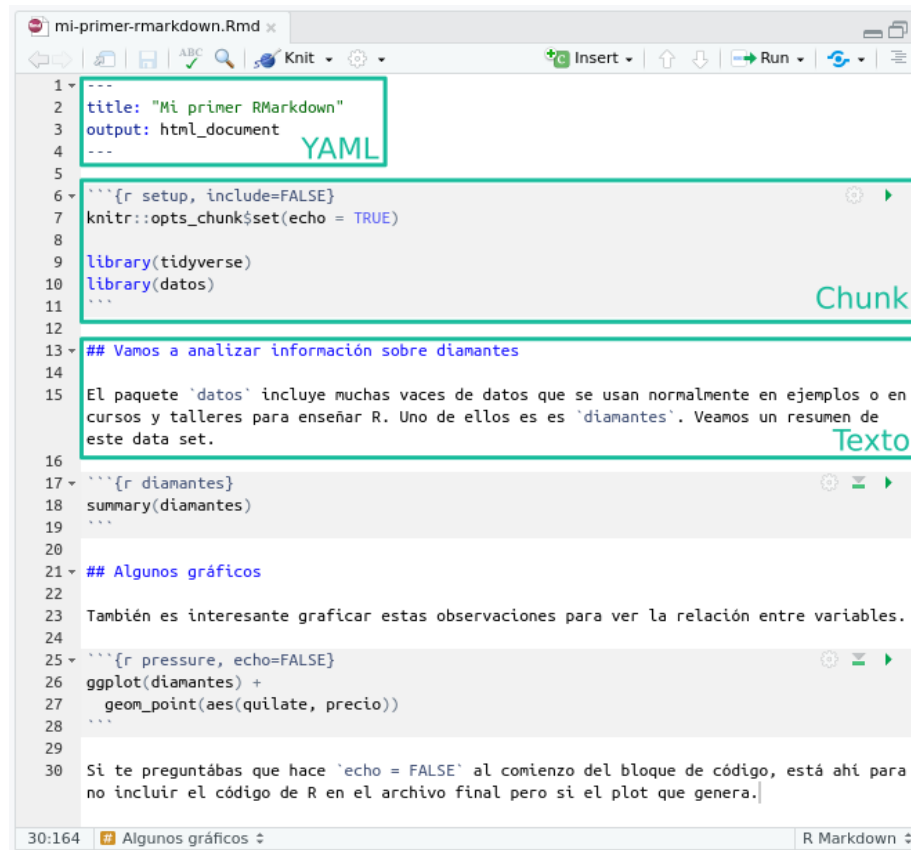 mi-primer-rmarkdown.Rmd ×
ABC Knit Insert Run
1 ---
2 title: "Mi primer RMarkdown"
3 output: html_document
4 ---
YAML
5
6 ```{r setup, include=FALSE}
7 knitr::opts_chunk$set(echo = TRUE)
8
9 library(tidyverse)
10 library(datos)
11 ```
Chunk
12
13 ## Vamos a analizar información sobre diamantes
14
15 El paquete `datos` incluye muchas vaces de datos que se usan normalmente en ejemplos o en
cursos y talleres para enseñar R. Uno de ellos es es `diamantes`. Veamos un resumen de
este data set.
Texto
16
17 ```{r diamantes}
18 summary(diamantes)
19 ```
20
21 ## Algunos gráficos
22
23 También es interesante graficar estas observaciones para ver la relación entre variables.
24
25 ```{r pressure, echo=FALSE}
26 ggplot(diamantes) +
27   geom_point(aes(quilate, precio))
28 ```
29
30 Si te preguntábas que hace `echo = FALSE` al comienzo del bloque de código, está ahí para
no incluir el código de R en el archivo final pero si el plot que genera.
30:164 # Algunos gráficos R Markdown